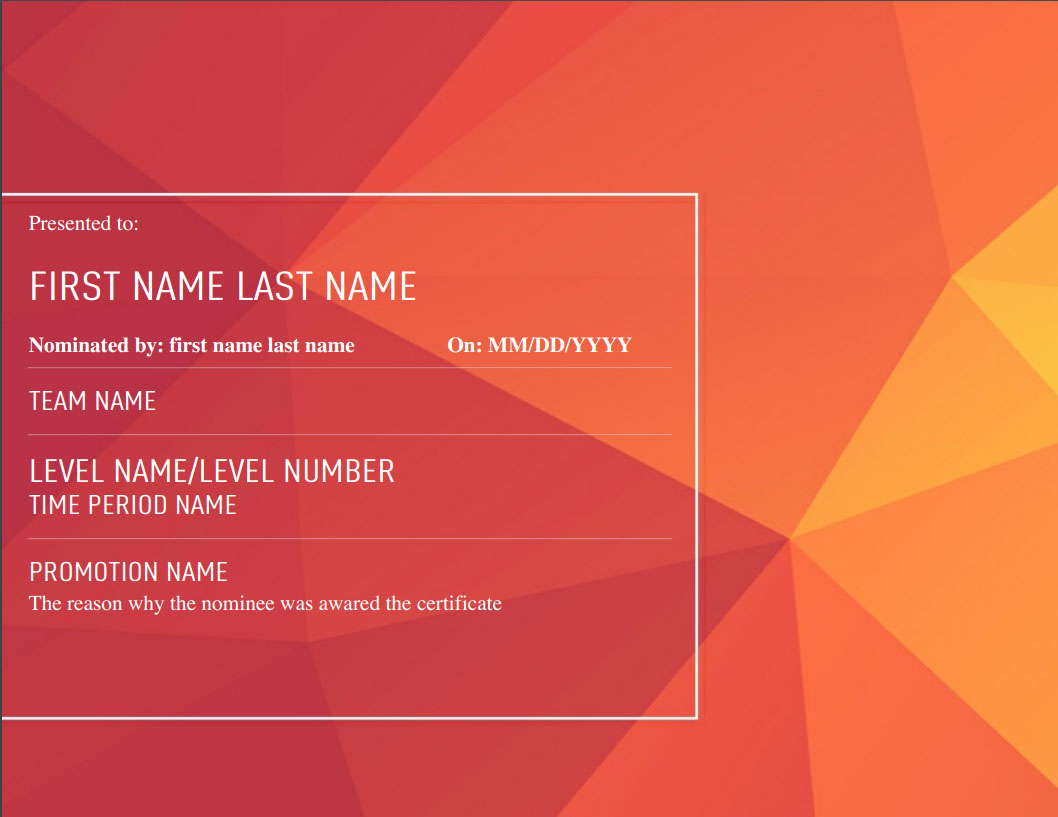 Presented to:
FIRST NAME LAST NAME
Nominated by: first name last name On: MM/DD/YYYY
TEAM NAME
LEVEL NAME/LEVEL NUMBER
TIME PERIOD NAME
PROMOTION NAME
The reason why the nominee was awared the certificate